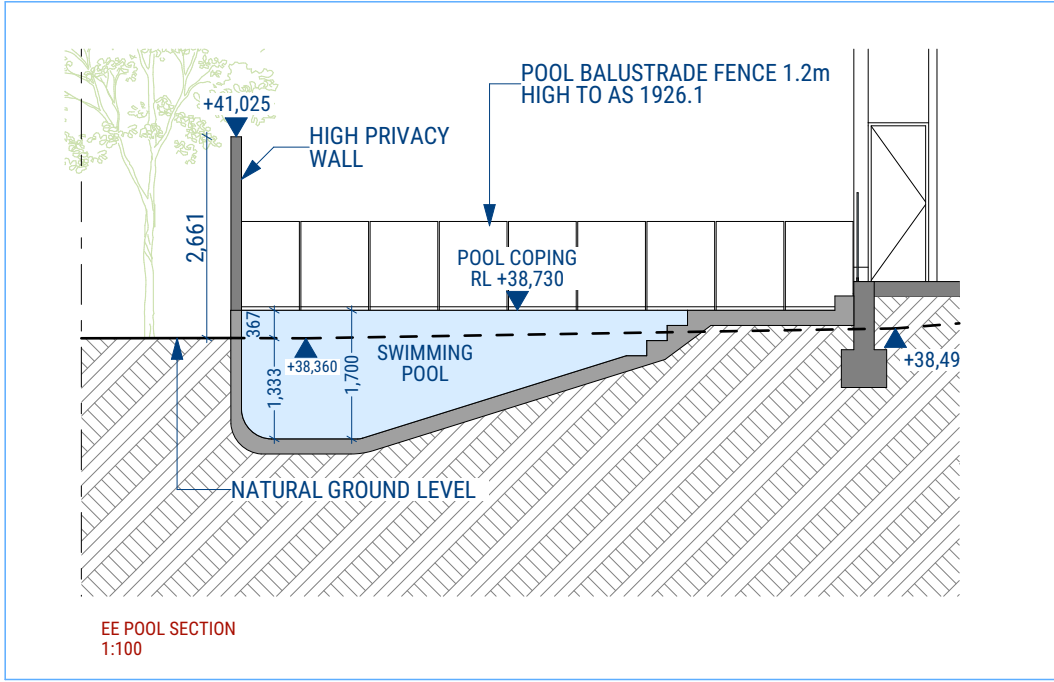 POOL BALUSTRADE FENCE 1.2m
HIGH TO AS 1926.1
+41,025
HIGH PRIVACY
WALL
2,661
POOL COPING
RL +38,730
367
SWIMMING
POOL
+38,360
1,333
1,700
+38,49
NATURAL GROUND LEVEL
EE POOL SECTION
1:100